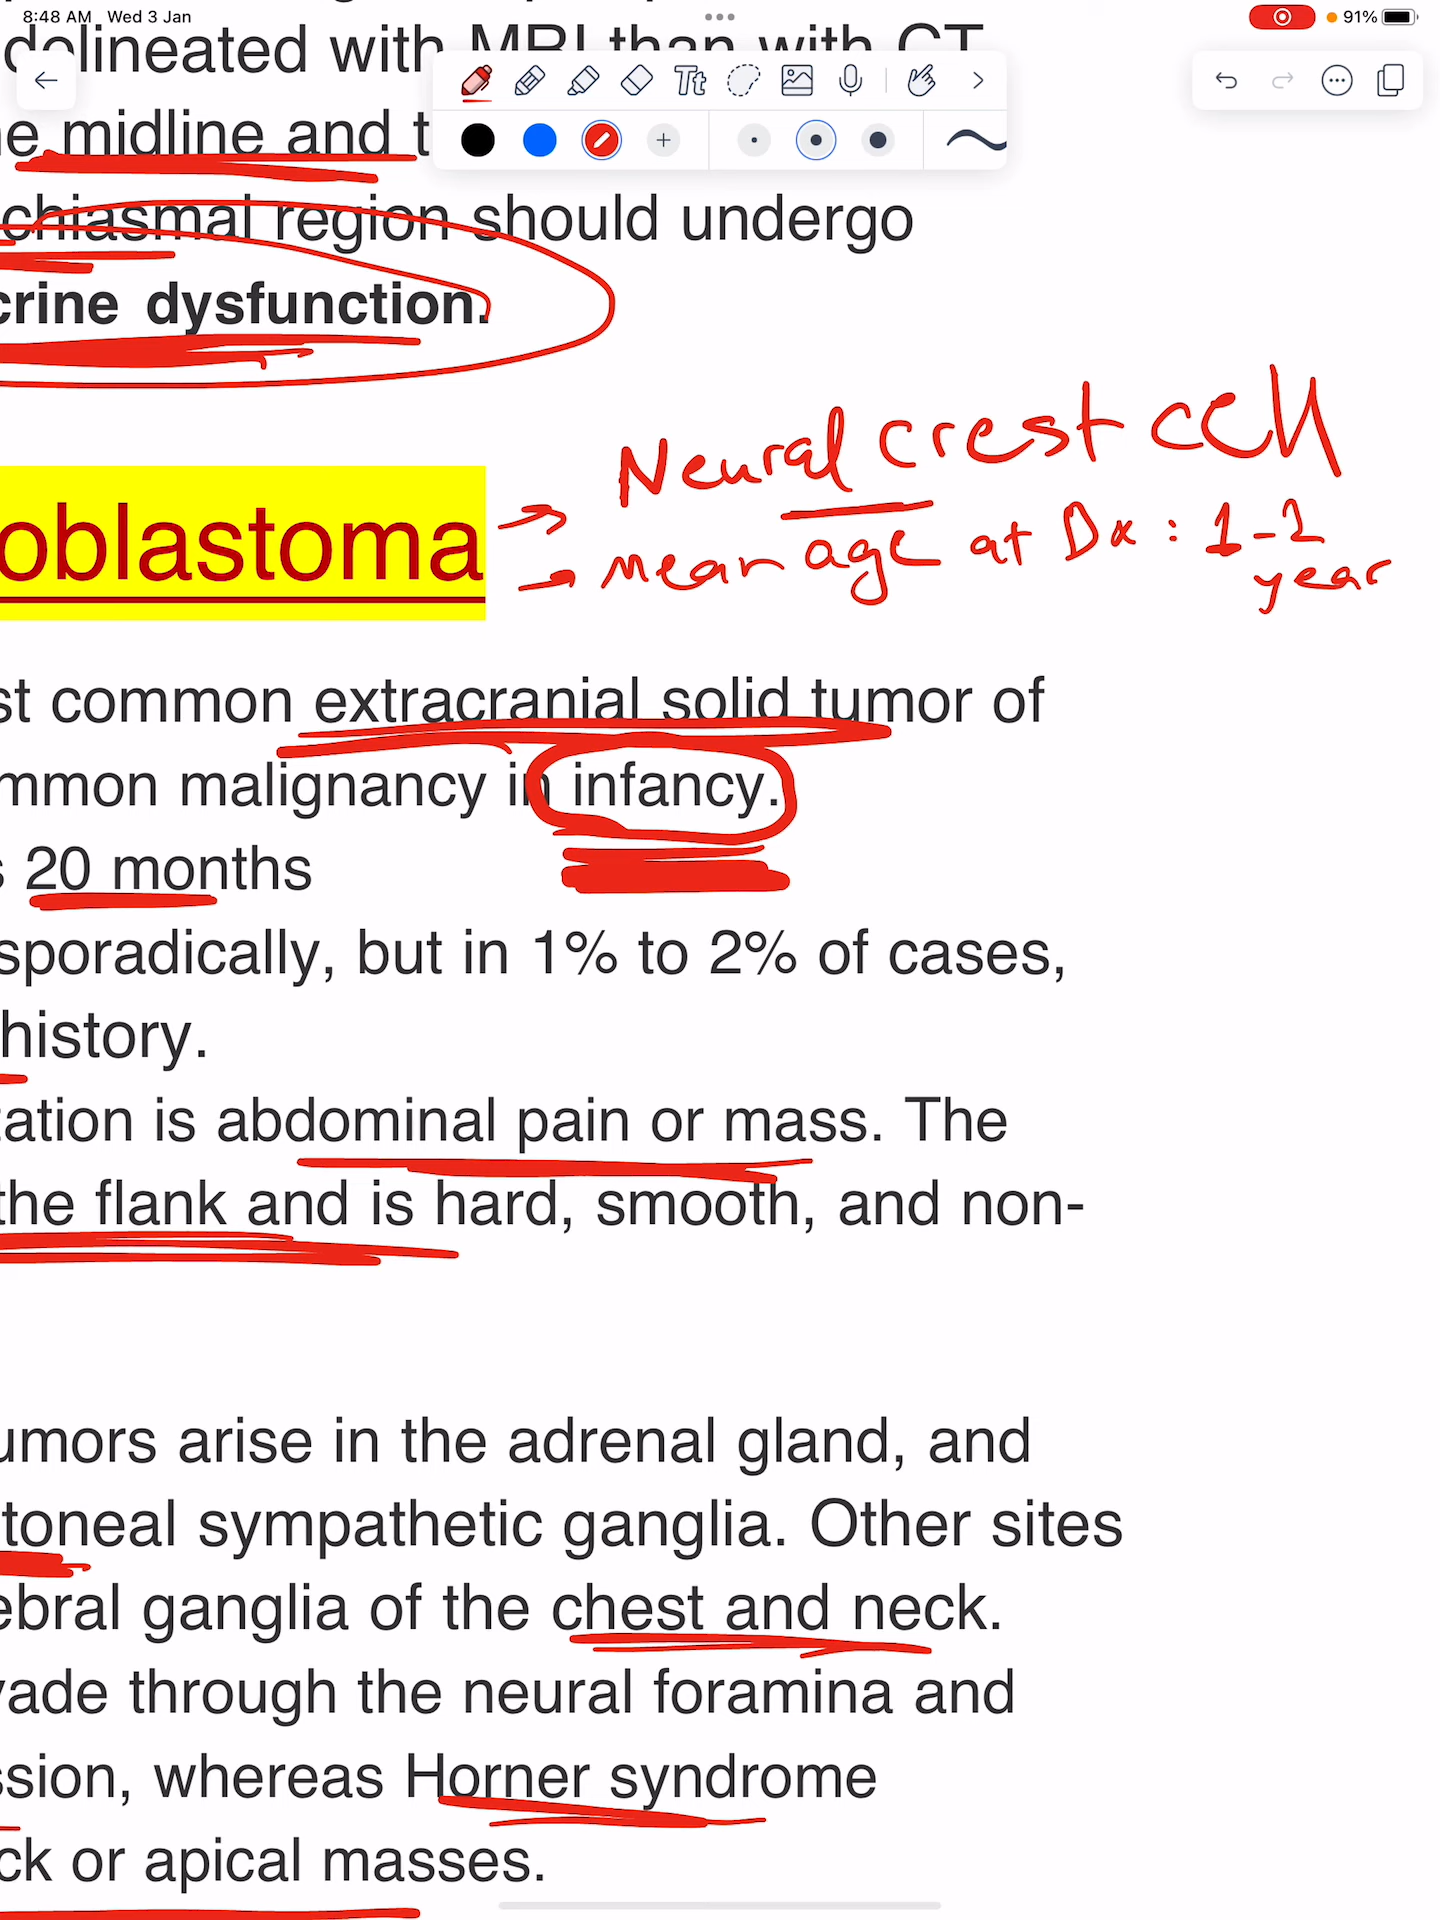 8:48 AM Wed 3 Jan
91%
delineated with MRI than with CT
Tt
e midline and t
chiasmal region should undergo
crine dysfunction.
Neural crest cell
oblastoma
→
→ mean age at Dx : 1-2
year
st common extracranial solid tumor of
mmon malignancy in infancy.
s 20 months
sporadically, but in 1% to 2% of cases,
history.
tation is abdominal pain or mass. The
the flank and is hard, smooth, and non-
umors arise in the adrenal gland, and
toneal sympathetic ganglia. Other sites
ebral ganglia of the chest and neck.
vade through the neural foramina and
ssion, whereas Horner syndrome
ck or apical masses.